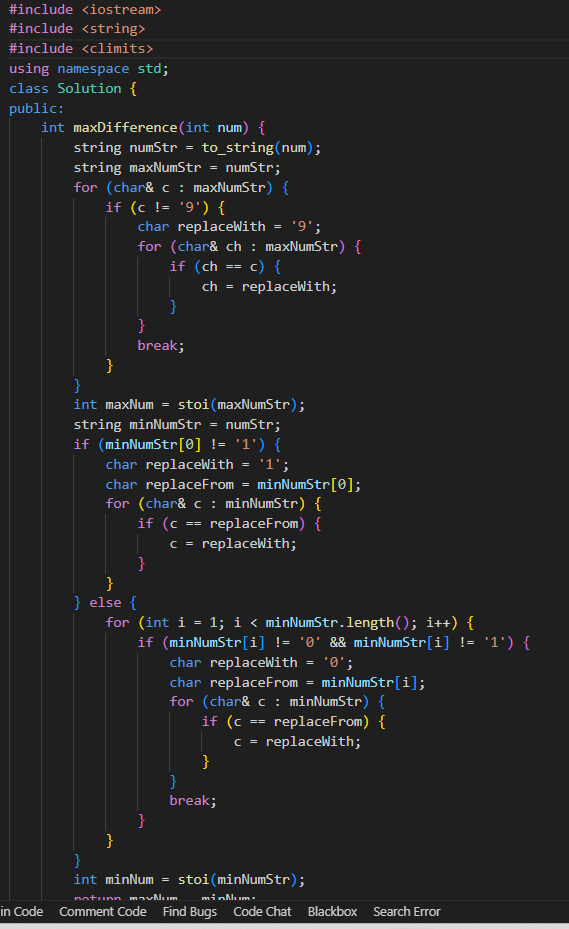 #include <iostream>
#include <string>
#include <climits>
using namespace std;
class Solution {
public:
    int maxDifference(int num) {
        string numStr = to_string(num);
        string maxNumStr = numStr;
        for (char& c : maxNumStr) {
            if (c != '9') {
                char replaceWith = '9';
                for (char& ch : maxNumStr) {
                    if (ch == c) {
                        ch = replaceWith;
                    }
                }
                break;
            }
        }
        int maxNum = stoi(maxNumStr);
        string minNumStr = numStr;
        if (minNumStr[0] != '1') {
            char replaceWith = '1';
            char replaceFrom = minNumStr[0];
            for (char& c : minNumStr) {
                if (c == replaceFrom) {
                    c = replaceWith;
                }
            }
        } else {
            for (int i = 1; i < minNumStr.length(); i++) {
                if (minNumStr[i] != '0' && minNumStr[i] != '1') {
                    char replaceWith = '0';
                    char replaceFrom = minNumStr[i];
                    for (char& c : minNumStr) {
                        if (c == replaceFrom) {
                            c = replaceWith;
                        }
                    }
                    break;
                }
            }
        }
        int minNum = stoi(minNumStr);
        return maxNum - minNum;
in Code Comment Code Find Bugs Code Chat Blackbox Search Error